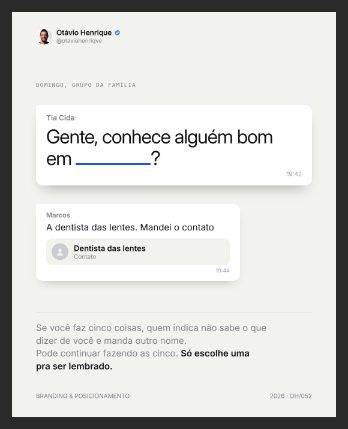 Otávio Henrique
@otaviohenriqve
DOMINGO, GRUPO DA FAMÍLIA
Tia Cida
Gente, conhece alguém bom
em ________?
19:42
Marcos
A dentista das lentes. Mandei o contato
Dentista das lentes
Contato
19:44
Se você faz cinco coisas, quem indica não sabe o que
dizer de você e manda outro nome.
Pode continuar fazendo as cinco. Só escolhe uma
pra ser lembrado.
BRANDING & POSICIONAMENTO
2026 · OH/052